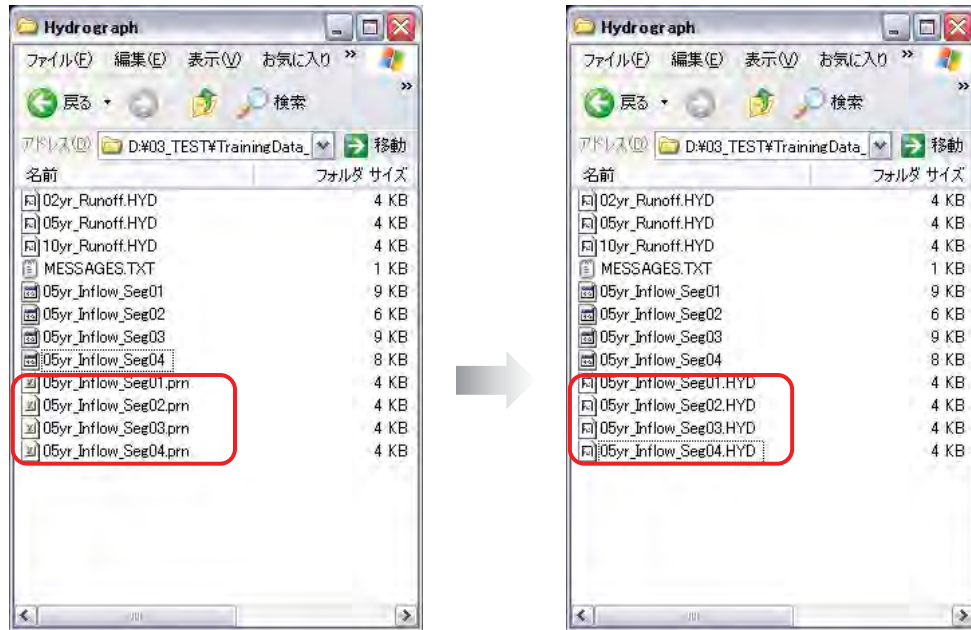 Hydrograph
ファイル(F) 編集(E) 表示(V) お気に入り »
戻る 検索 »
アドレス(D) D:¥03_TEST¥TrainingData_ 移動
名前 フォルダ サイズ
02yr_Runoff.HYD 4 KB
05yr_Runoff.HYD 4 KB
10yr_Runoff.HYD 4 KB
MESSAGES.TXT 1 KB
05yr_Inflow_Seg01 9 KB
05yr_Inflow_Seg02 6 KB
05yr_Inflow_Seg03 9 KB
05yr_Inflow_Seg04 8 KB
05yr_Inflow_Seg01.prn 4 KB
05yr_Inflow_Seg02.prn 4 KB
05yr_Inflow_Seg03.prn 4 KB
05yr_Inflow_Seg04.prn 4 KB
Hydrograph
ファイル(F) 編集(E) 表示(V) お気に入り »
戻る 検索 »
アドレス(D) D:¥03_TEST¥TrainingData_ 移動
名前 フォルダ サイズ
02yr_Runoff.HYD 4 KB
05yr_Runoff.HYD 4 KB
10yr_Runoff.HYD 4 KB
MESSAGES.TXT 1 KB
05yr_Inflow_Seg01 9 KB
05yr_Inflow_Seg02 6 KB
05yr_Inflow_Seg03 9 KB
05yr_Inflow_Seg04 8 KB
05yr_Inflow_Seg01.HYD 4 KB
05yr_Inflow_Seg02.HYD 4 KB
05yr_Inflow_Seg03.HYD 4 KB
05yr_Inflow_Seg04.HYD 4 KB